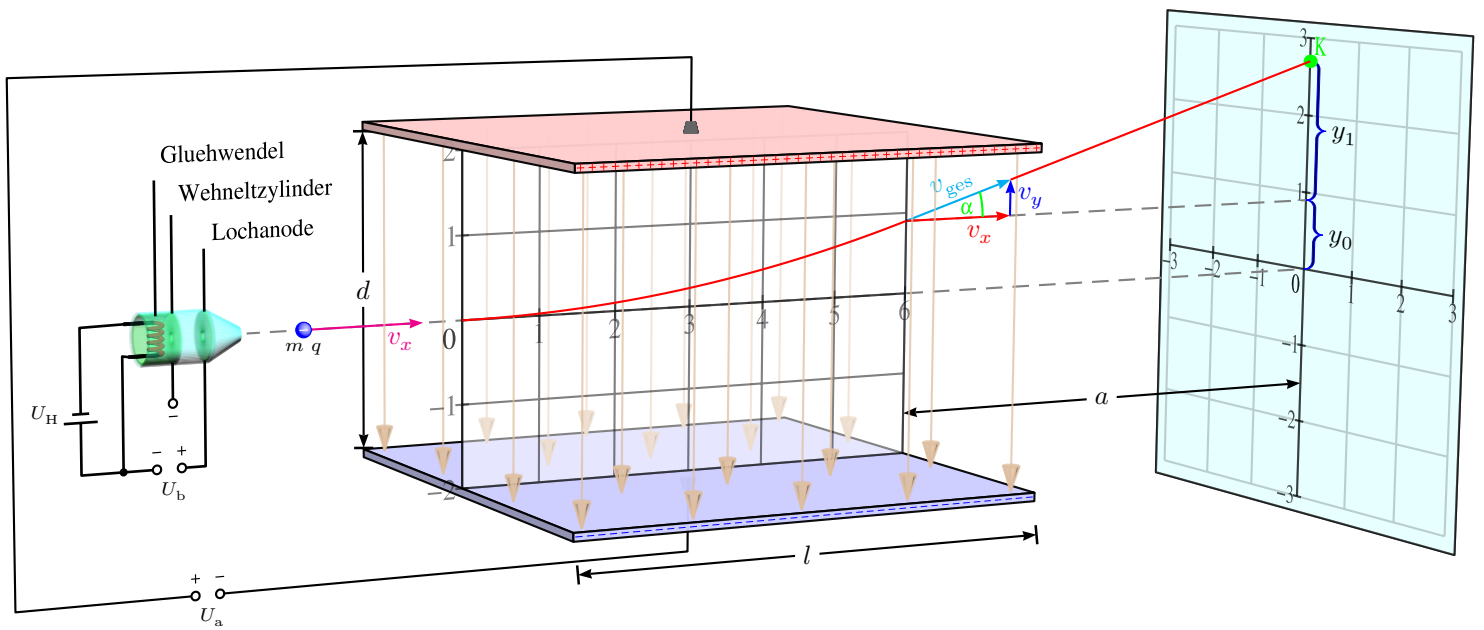 Gluehwendel
Wehneltzylinder
Lochanode
U_H
−
− +
U_b
+ −
U_a
m q
v_x
d
2
1
0
−1
−2
1 2 3 4 5 6
l
v_ges
α
v_y
v_x
a
K
y_1
y_0
3
2
1
0
−1
−2
−3
−3 −2 −1 1 2 3